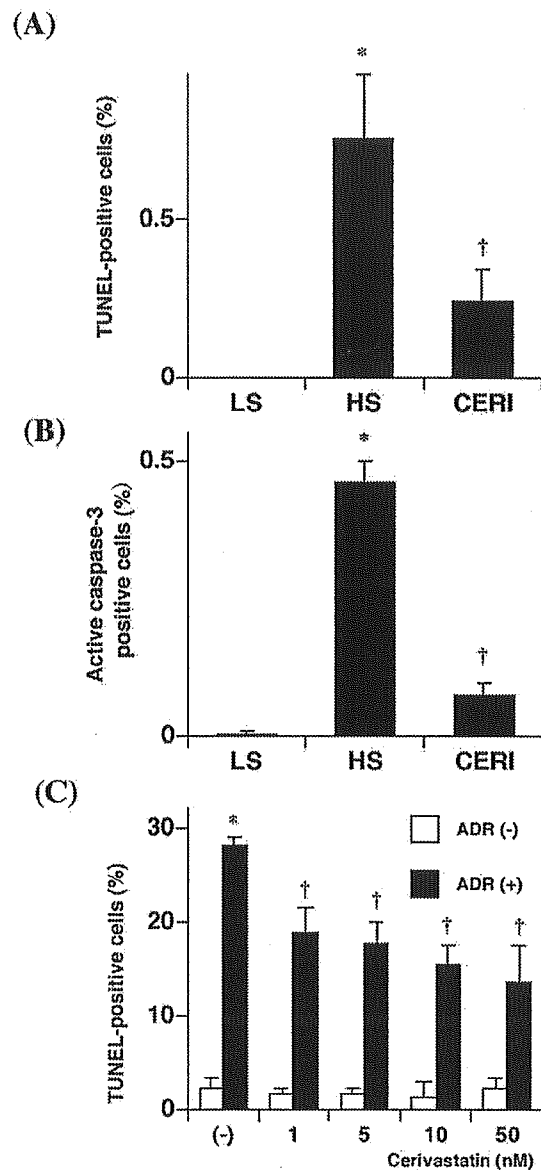 (A)
TUNEL-positive cells (%)
*
0.5
†
0
LS HS CERI
(B)
Active caspase-3
positive cells (%)
*
0.5
†
0
LS HS CERI
(C)
TUNEL-positive cells (%)
30
*
ADR (-)
ADR (+)
† † † †
20
10
0
(-) 1 5 10 50
Cerivastatin (nM)